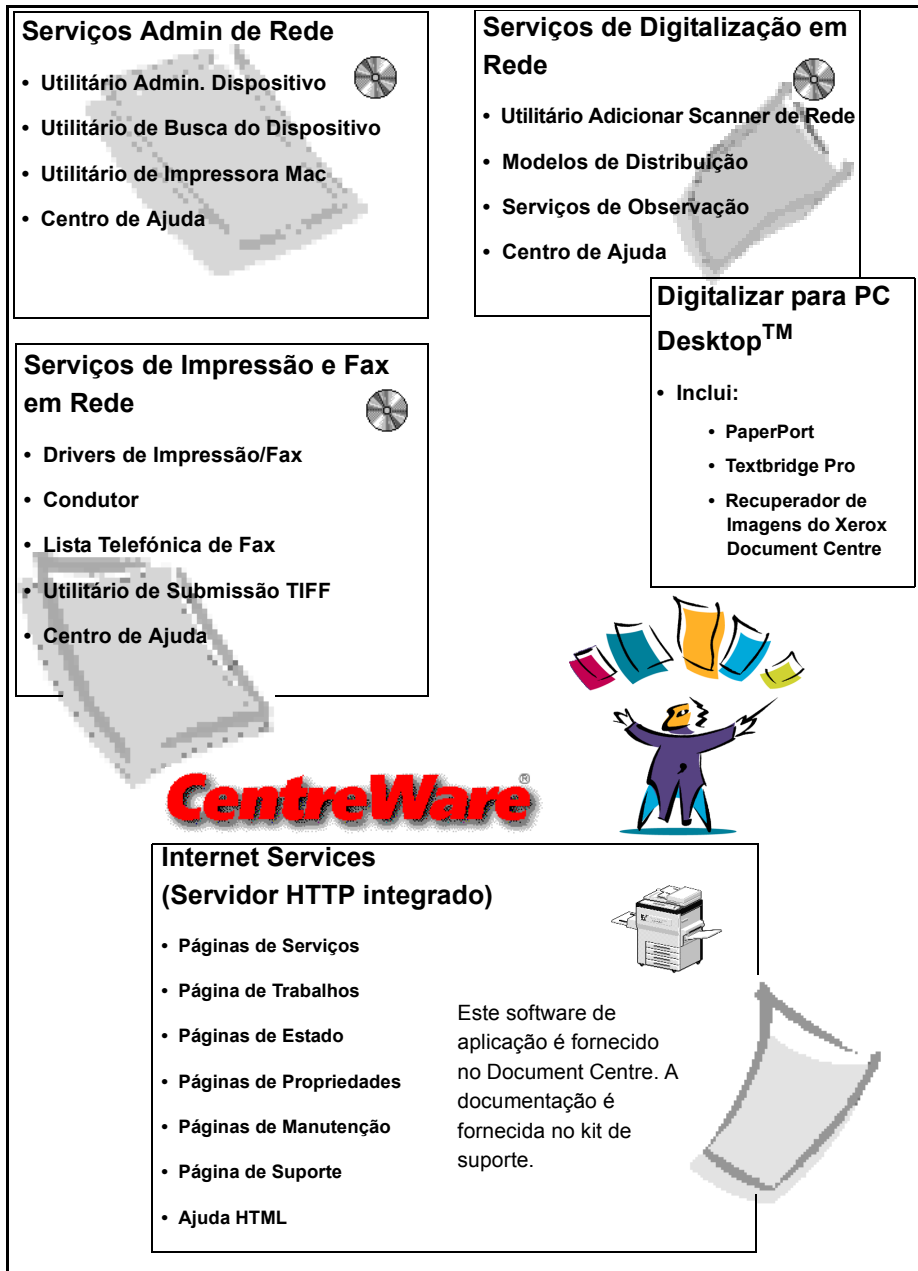 Serviços Admin de Rede
• Utilitário Admin. Dispositivo
• Utilitário de Busca do Dispositivo
• Utilitário de Impressora Mac
• Centro de Ajuda
Serviços de Digitalização em
Rede
• Utilitário Adicionar Scanner de Rede
• Modelos de Distribuição
• Serviços de Observação
• Centro de Ajuda
Digitalizar para PC
Desktop™
• Inclui:
• PaperPort
• Textbridge Pro
• Recuperador de
Imagens do Xerox
Document Centre
Serviços de Impressão e Fax
em Rede
• Drivers de Impressão/Fax
• Condutor
• Lista Telefónica de Fax
• Utilitário de Submissão TIFF
• Centro de Ajuda
CentreWare®
Internet Services
(Servidor HTTP integrado)
• Páginas de Serviços
• Página de Trabalhos
• Páginas de Estado
• Páginas de Propriedades
• Páginas de Manutenção
• Página de Suporte
• Ajuda HTML
Este software de
aplicação é fornecido
no Document Centre. A
documentação é
fornecida no kit de
suporte.